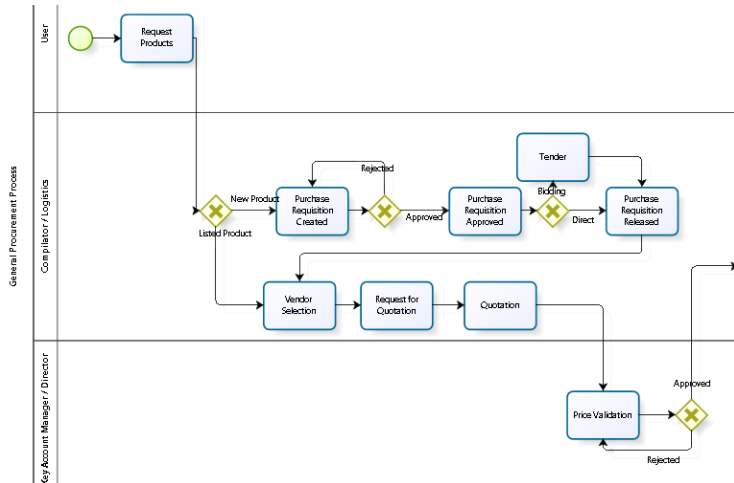 General Procurement Process
User
Request
Products
Compilator / Logistics
Tender
Rejected
Bidding
New Product
Purchase
Requisition
Created
Approved
Purchase
Requisition
Approved
Direct
Purchase
Requisition
Released
Listed Product
Vendor
Selection
Request for
Quotation
Quotation
Key Account Manager / Director
Approved
Price Validation
Rejected